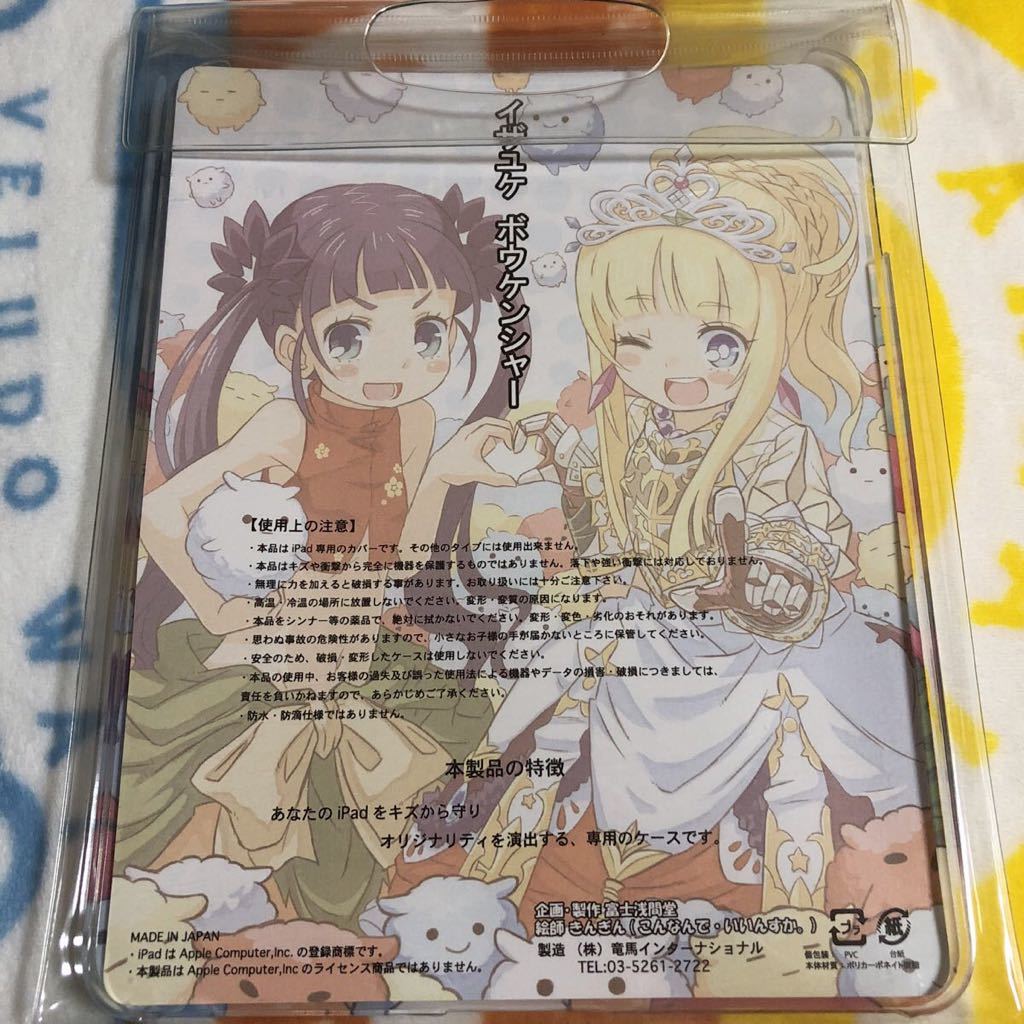 イザユケ ボウケンシャー
【使用上の注意】
・本品は iPad 専用のカバーです。その他のタイプには使用出来ません。
・本品はキズや衝撃から完全に機器を保護するものではありません。落下や強い衝撃には対応しておりません。
・無理に力を加えると破損する事があります。お取り扱いには十分ご注意下さい。
・高温・冷温の場所に放置しないでください。変形・変質の原因になります。
・本品をシンナー等の薬品で、絶対に拭かないでください。変形・変色・劣化のおそれがあります。
・思わぬ事故の危険性がありますので、小さなお子様の手が届かないところに保管してください。
・安全のため、破損・変形したケースは使用しないでください。
・本品の使用中、お客様の過失及び誤った使用法による機器やデータの損害・破損につきましては、
責任を負いかねますので、あらかじめご了承ください。
・防水・防滴仕様ではありません。
本製品の特徴
あなたの iPad をキズから守り
オリジナリティを演出する、専用のケースです。
企画・製作 富士浅間堂
絵師 きんぎん(こんなんで・いいんすか。)
製造 (株) 竜馬インターナショナル
TEL:03-5261-2722
プラ
紙
個包装 PVC 台紙
本体材質:ポリカーボネイト樹脂
MADE IN JAPAN
・iPad は Apple Computer,Inc. の登録商標です。
・本製品は Apple Computer,Inc のライセンス商品ではありません。